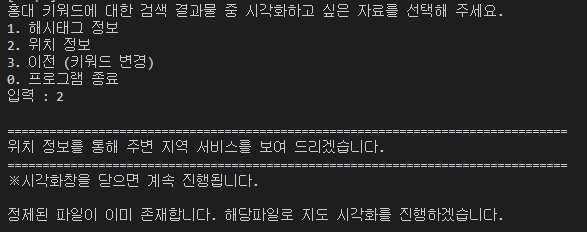 홍대 키워드에 대한 검색 결과물 중 시각화하고 싶은 자료를 선택해 주세요.
1. 해시태그 정보
2. 위치 정보
3. 이전 (키워드 변경)
0. 프로그램 종료
입력 : 2
================================================================================
위치 정보를 통해 주변 지역 서비스를 보여 드리겠습니다.
================================================================================
※시각화창을 닫으면 계속 진행됩니다.
정제된 파일이 이미 존재합니다. 해당파일로 지도 시각화를 진행하겠습니다.